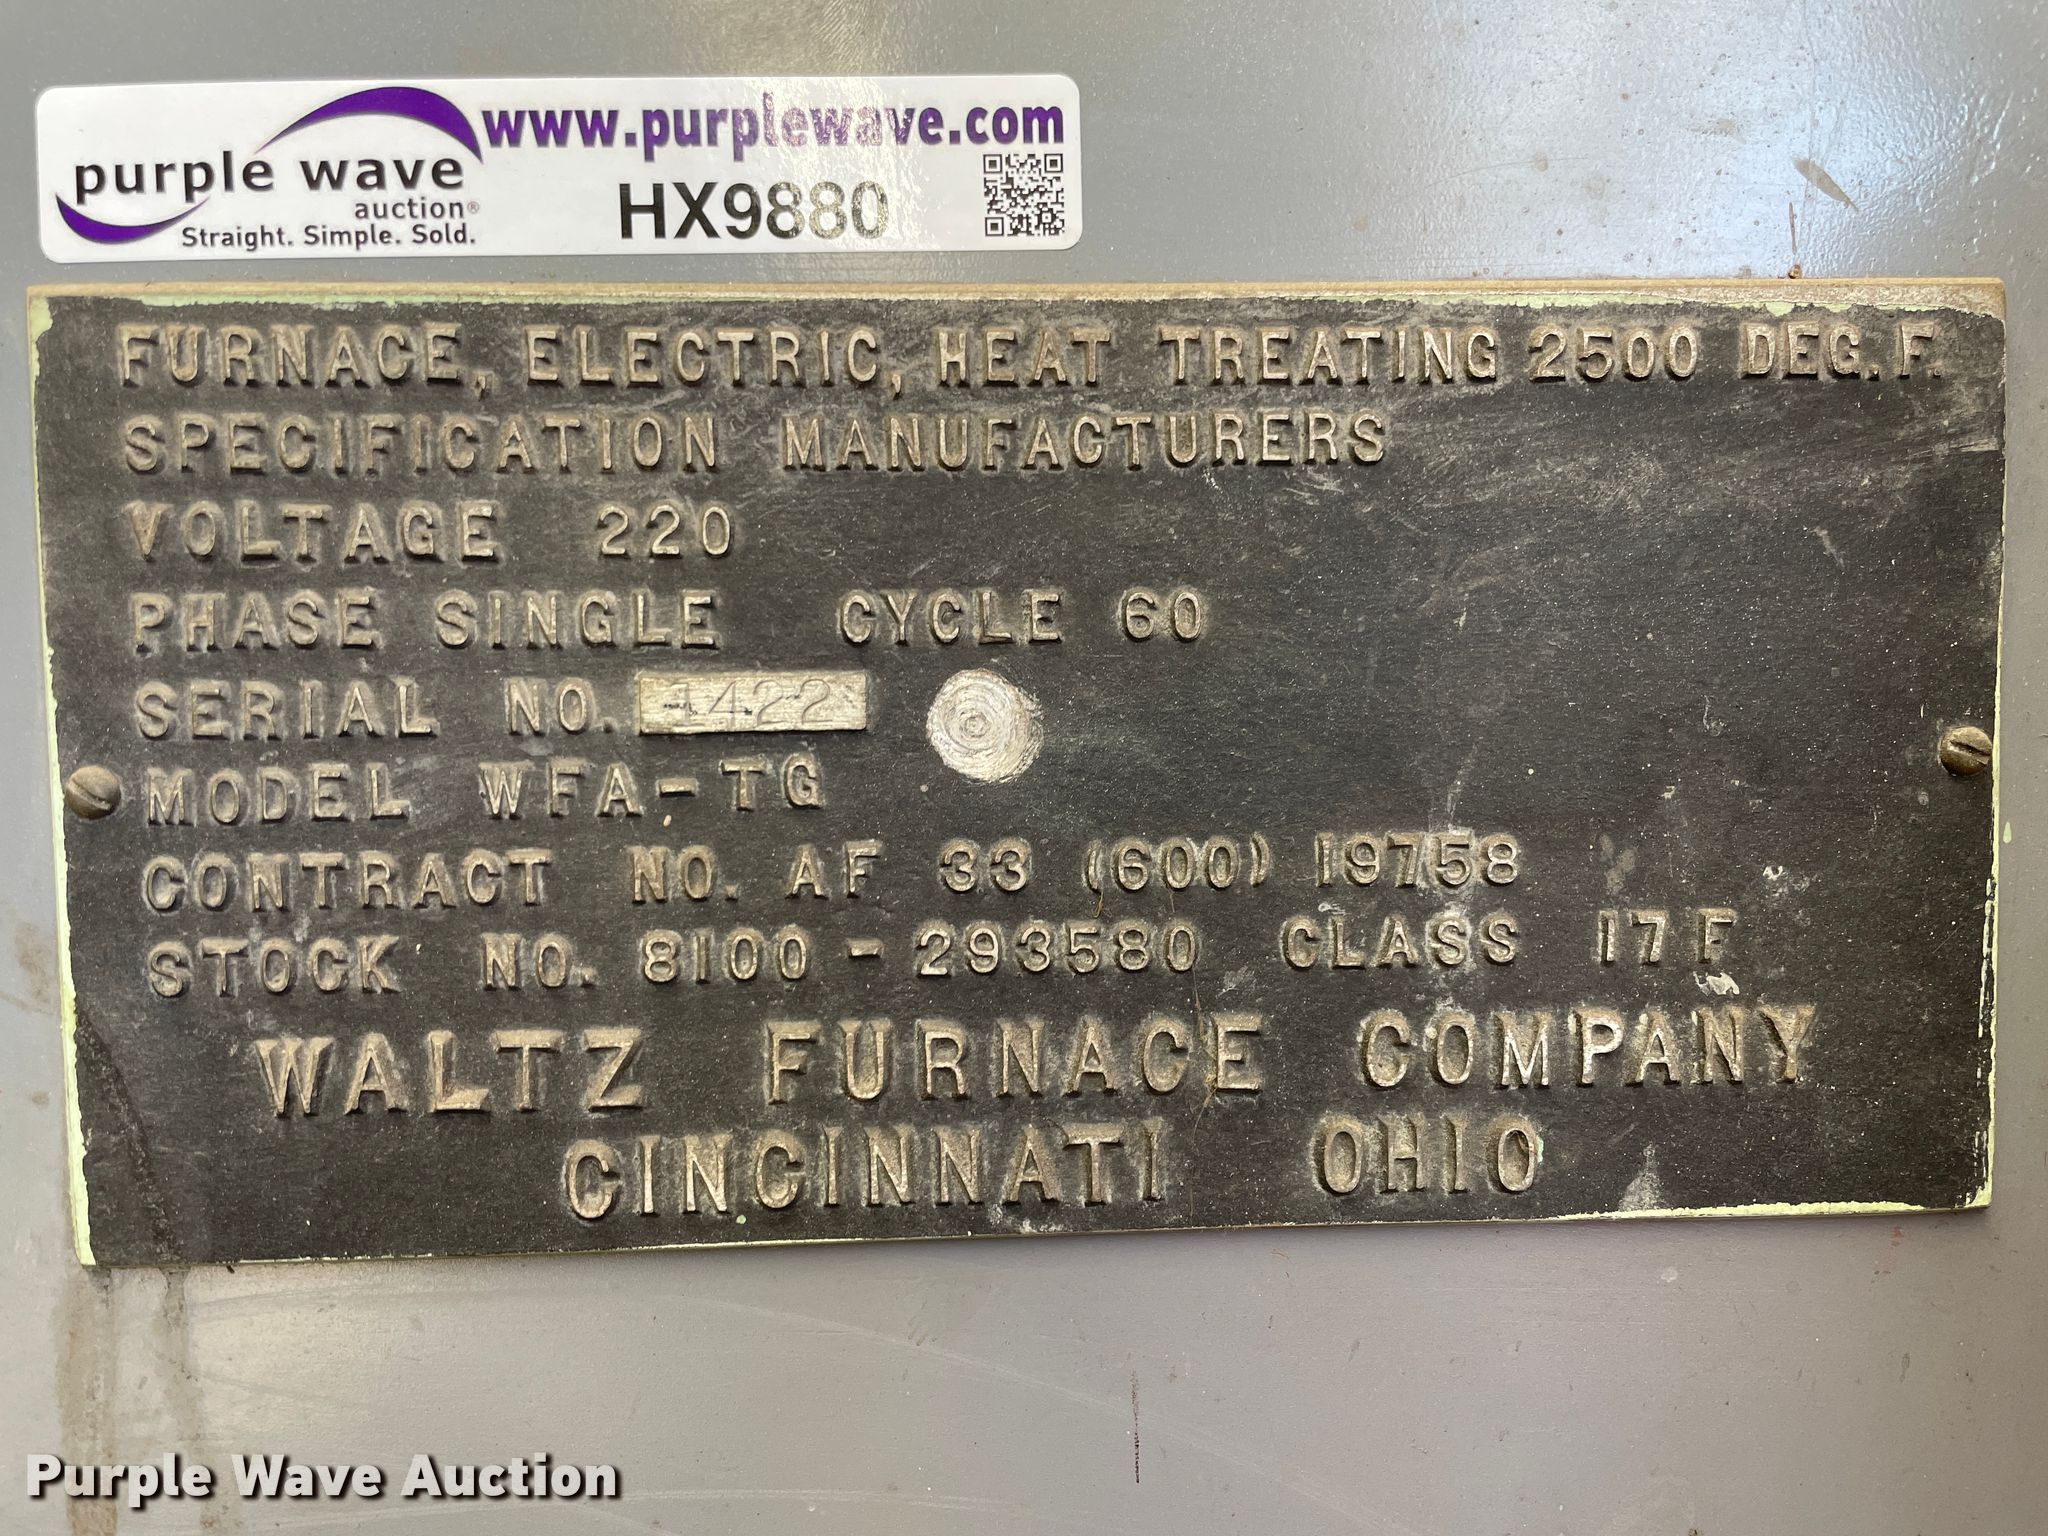 www.purplewave.com
purple wave
auction®
Straight. Simple. Sold.
HX9880
FURNACE, ELECTRIC, HEAT TREATING 2500 DEG. F.
SPECIFICATION MANUFACTURERS
VOLTAGE 220
PHASE SINGLE CYCLE 60
SERIAL NO. 1422
MODEL WFA-TG
CONTRACT NO. AF 33 (600) 19758
STOCK NO. 8100-293580 CLASS 17F
WALTZ FURNACE COMPANY
CINCINNATI OHIO
Purple Wave Auction